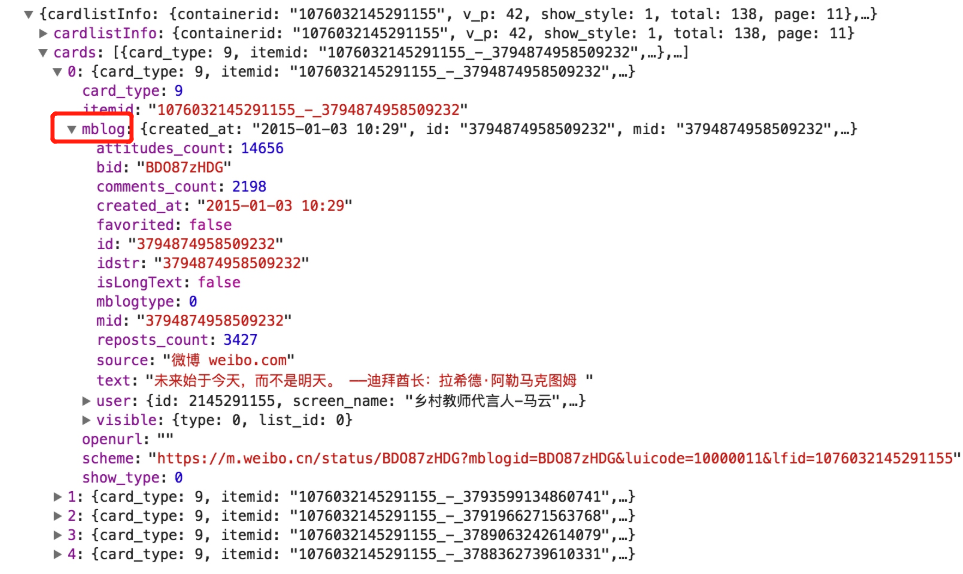 ▼{cardlistInfo: {containerid: "1076032145291155", v_p: 42, show_style: 1, total: 138, page: 11},…}
▶cardlistInfo: {containerid: "1076032145291155", v_p: 42, show_style: 1, total: 138, page: 11}
▼cards: [{card_type: 9, itemid: "1076032145291155_-_3794874958509232",…},…]
▼0: {card_type: 9, itemid: "1076032145291155_-_3794874958509232",…}
card_type: 9
itemid: "1076032145291155_-_3794874958509232"
▼mblog: {created_at: "2015-01-03 10:29", id: "3794874958509232", mid: "3794874958509232",…}
attitudes_count: 14656
bid: "BDO87zHDG"
comments_count: 2198
created_at: "2015-01-03 10:29"
favorited: false
id: "3794874958509232"
idstr: "3794874958509232"
isLongText: false
mblogtype: 0
mid: "3794874958509232"
reposts_count: 3427
source: "微博 weibo.com"
text: "未来始于今天，而不是明天。 ——迪拜酋长：拉希德·阿勒马克图姆 "
▶user: {id: 2145291155, screen_name: "乡村教师代言人-马云",…}
▶visible: {type: 0, list_id: 0}
openurl: ""
scheme: "https://m.weibo.cn/status/BDO87zHDG?mblogid=BDO87zHDG&luicode=10000011&lfid=1076032145291155"
show_type: 0
▶1: {card_type: 9, itemid: "1076032145291155_-_3793599134860741",…}
▶2: {card_type: 9, itemid: "1076032145291155_-_3791966271563768",…}
▶3: {card_type: 9, itemid: "1076032145291155_-_3789063242614079",…}
▶4: {card_type: 9, itemid: "1076032145291155_-_3788362739610331",…}